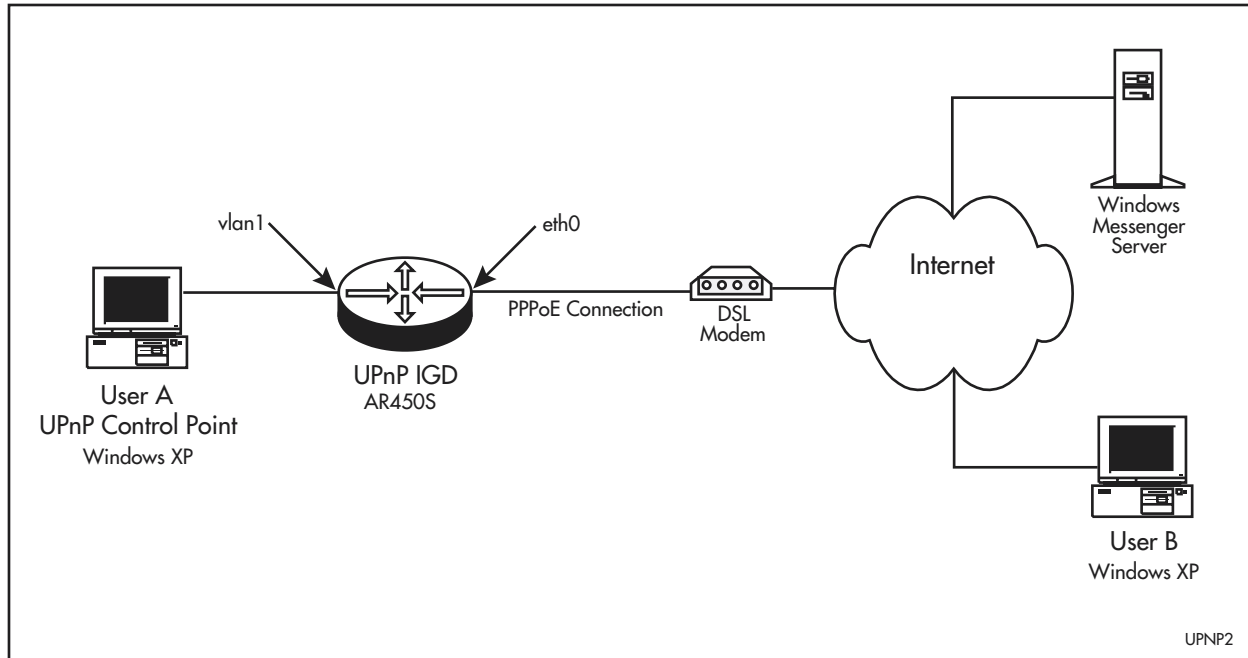 vlan1
eth0
User A
UPnP Control Point
Windows XP
UPnP IGD
AR450S
PPPoE Connection
DSL
Modem
Internet
Windows
Messenger
Server
User B
Windows XP
UPNP2